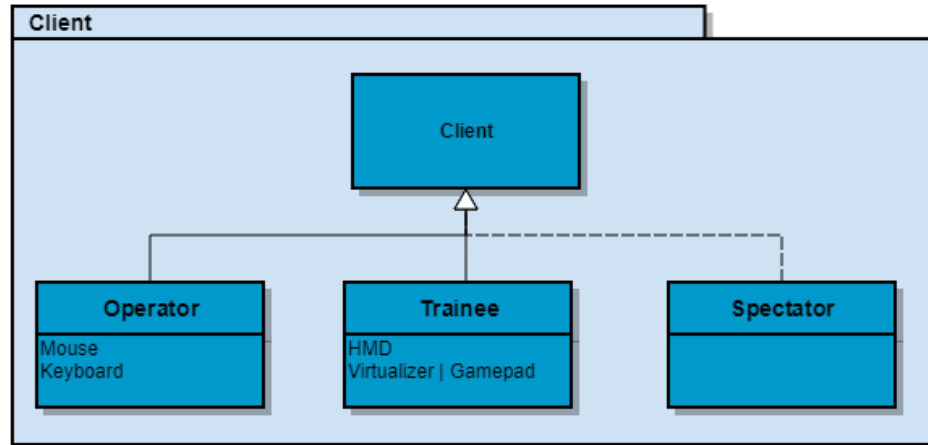 Client
Client
Operator
Mouse
Keyboard
Trainee
HMD
Virtualizer | Gamepad
Spectator